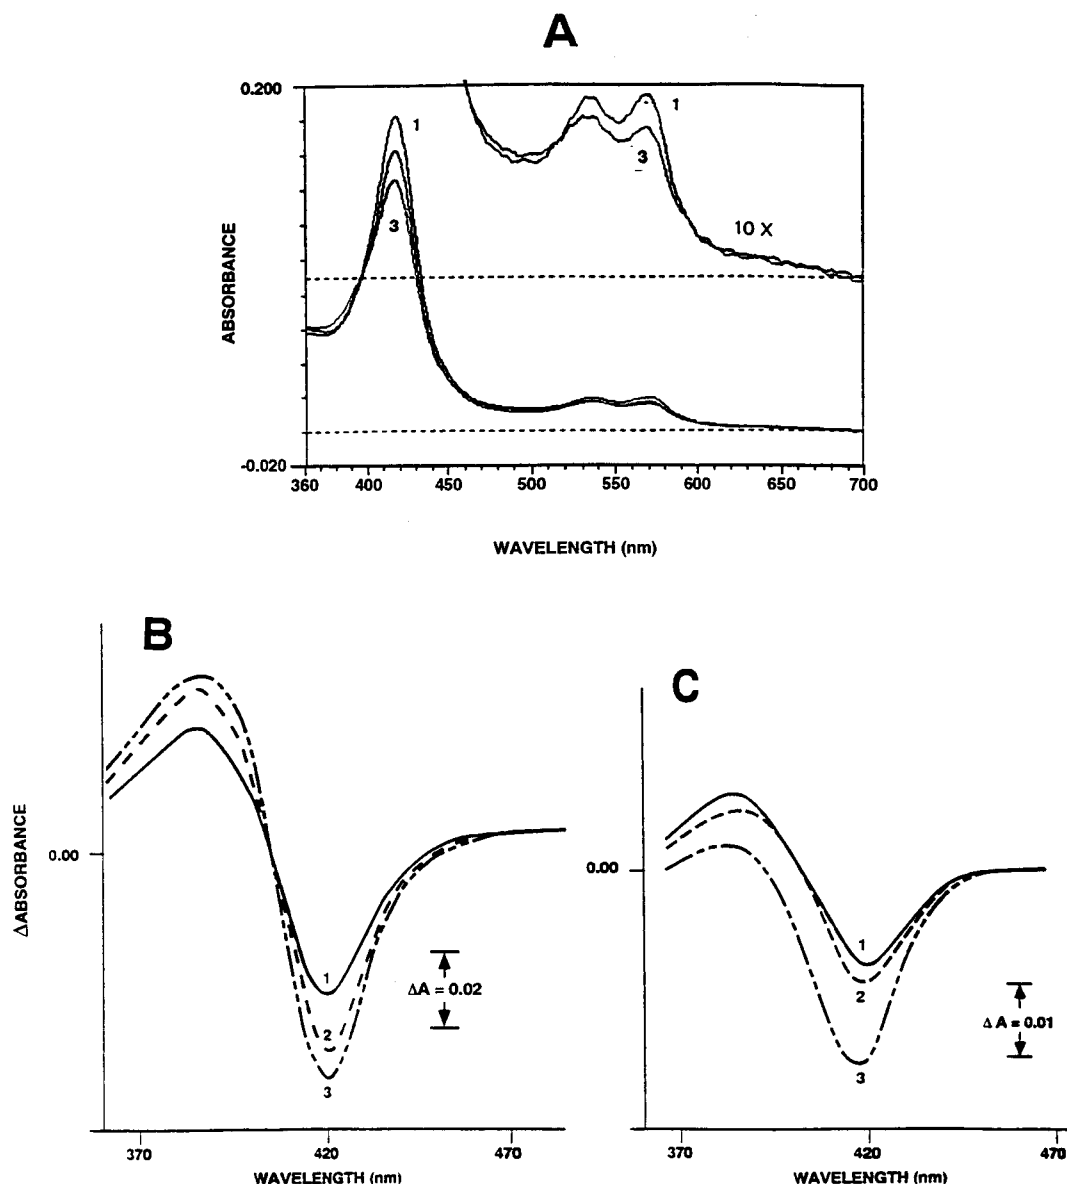 A
0.200
1
3
1
3
10 X
ABSORBANCE
-0.020
360
400
450
500
550
600
650
700
WAVELENGTH (nm)
B
0.00
ΔABSORBANCE
1
2
3
ΔA = 0.02
370
420
470
WAVELENGTH (nm)
C
0.00
1
2
3
Δ A = 0.01
370
420
470
WAVELENGTH (nm)